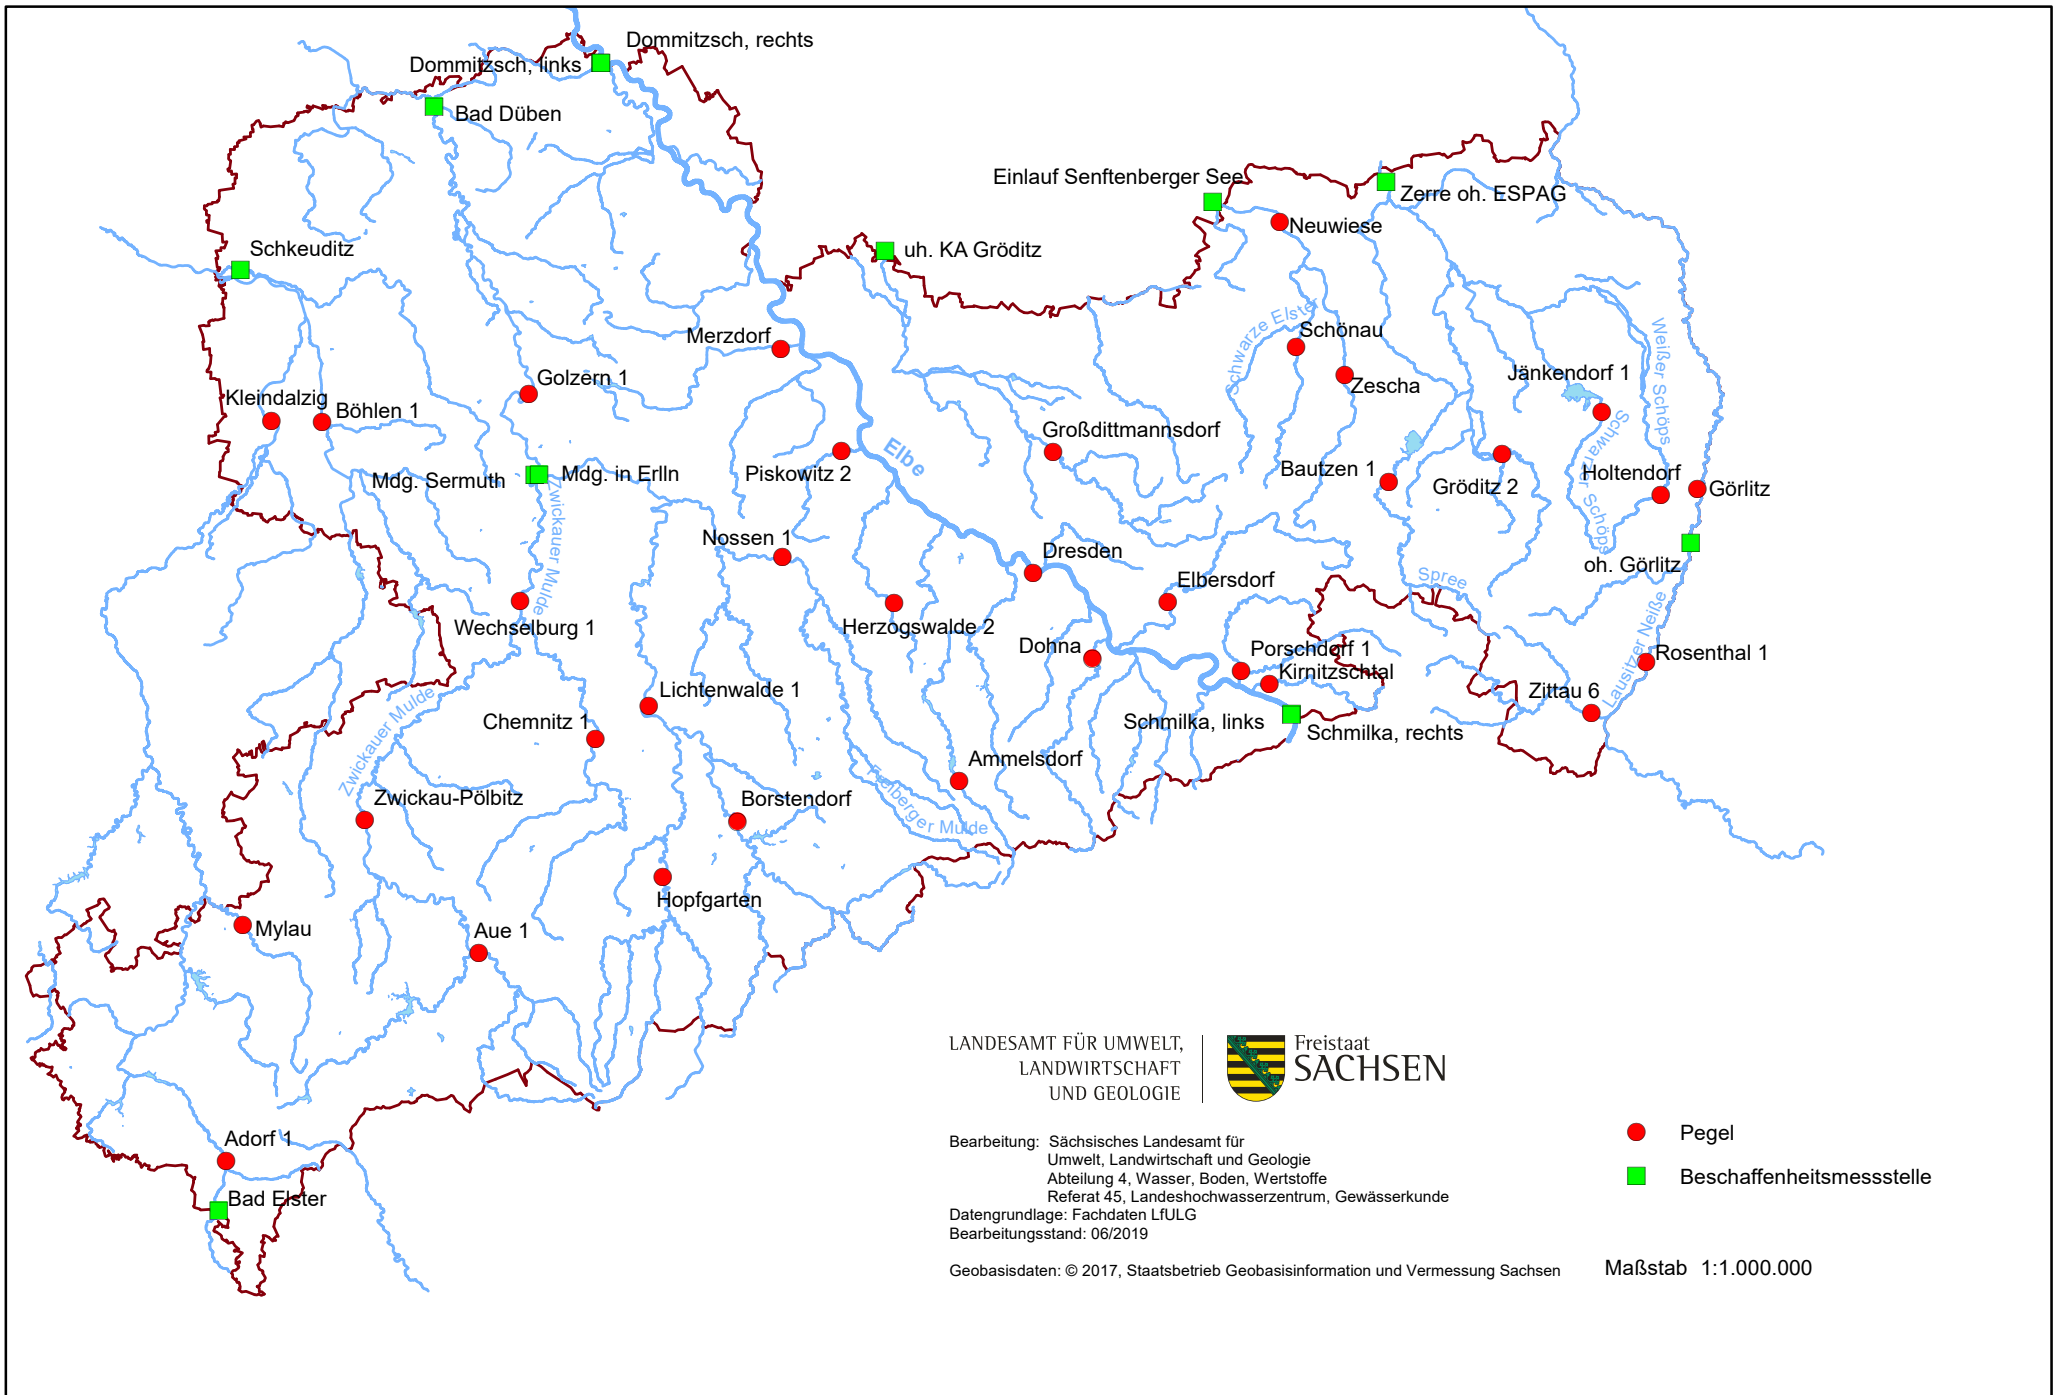 Dommitzsch, rechts
Dommitzsch, links
Bad Düben
Einlauf Senftenberger See
Zerre oh. ESPAG
Neuwiese
Schkeuditz
uh. KA Gröditz
Schwarze Elster
Schönau
Weißer Schöps
Merzdorf
Golzern 1
Zescha
Jänkendorf 1
Kleindalzig
Böhlen 1
Schwarzer Schöps
Großdittmannsdorf
Elbe
Mdg. Sermuth
Mdg. in Erlln
Piskowitz 2
Bautzen 1
Gröditz 2
Holtendorf
Görlitz
Zwickauer Mulde
Nossen 1
Dresden
oh. Görlitz
Elbersdorf
Spree
Wechselburg 1
Herzogswalde 2
Dohna
Porschdorf 1
Kirnitzschtal
Lausitzer Neiße
Rosenthal 1
Lichtenwalde 1
Zittau 6
Zwickauer Mulde
Chemnitz 1
Schmilka, links
Schmilka, rechts
Ammelsdorf
Zwickau-Pölbitz
Borstendorf
Freiberger Mulde
Hopfgarten
Mylau
Aue 1
Adorf 1
Bad Elster
LANDESAMT FÜR UMWELT,
LANDWIRTSCHAFT
UND GEOLOGIE
Freistaat
SACHSEN
Pegel
Beschaffenheitsmessstelle
Bearbeitung: Sächsisches Landesamt für
Umwelt, Landwirtschaft und Geologie
Abteilung 4, Wasser, Boden, Wertstoffe
Referat 45, Landeshochwasserzentrum, Gewässerkunde
Datengrundlage: Fachdaten LfULG
Bearbeitungsstand: 06/2019
Geobasisdaten: © 2017, Staatsbetrieb Geobasisinformation und Vermessung Sachsen
Maßstab 1:1.000.000